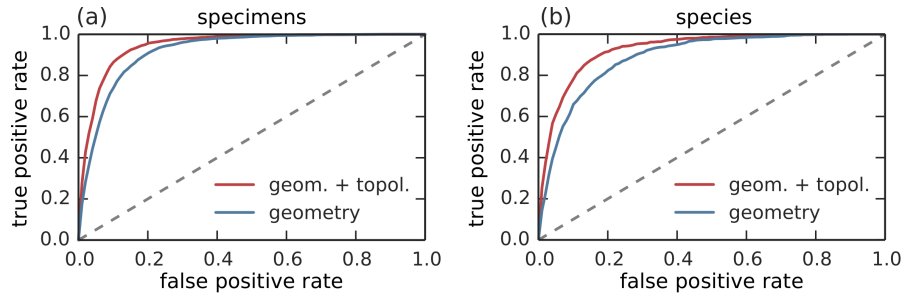 (a) specimens
1.0
0.8
0.6
0.4
0.2
0.0
true positive rate
geom. + topol.
geometry
0.0 0.2 0.4 0.6 0.8 1.0
false positive rate
(b) species
1.0
0.8
0.6
0.4
0.2
0.0
true positive rate
geom. + topol.
geometry
0.0 0.2 0.4 0.6 0.8 1.0
false positive rate